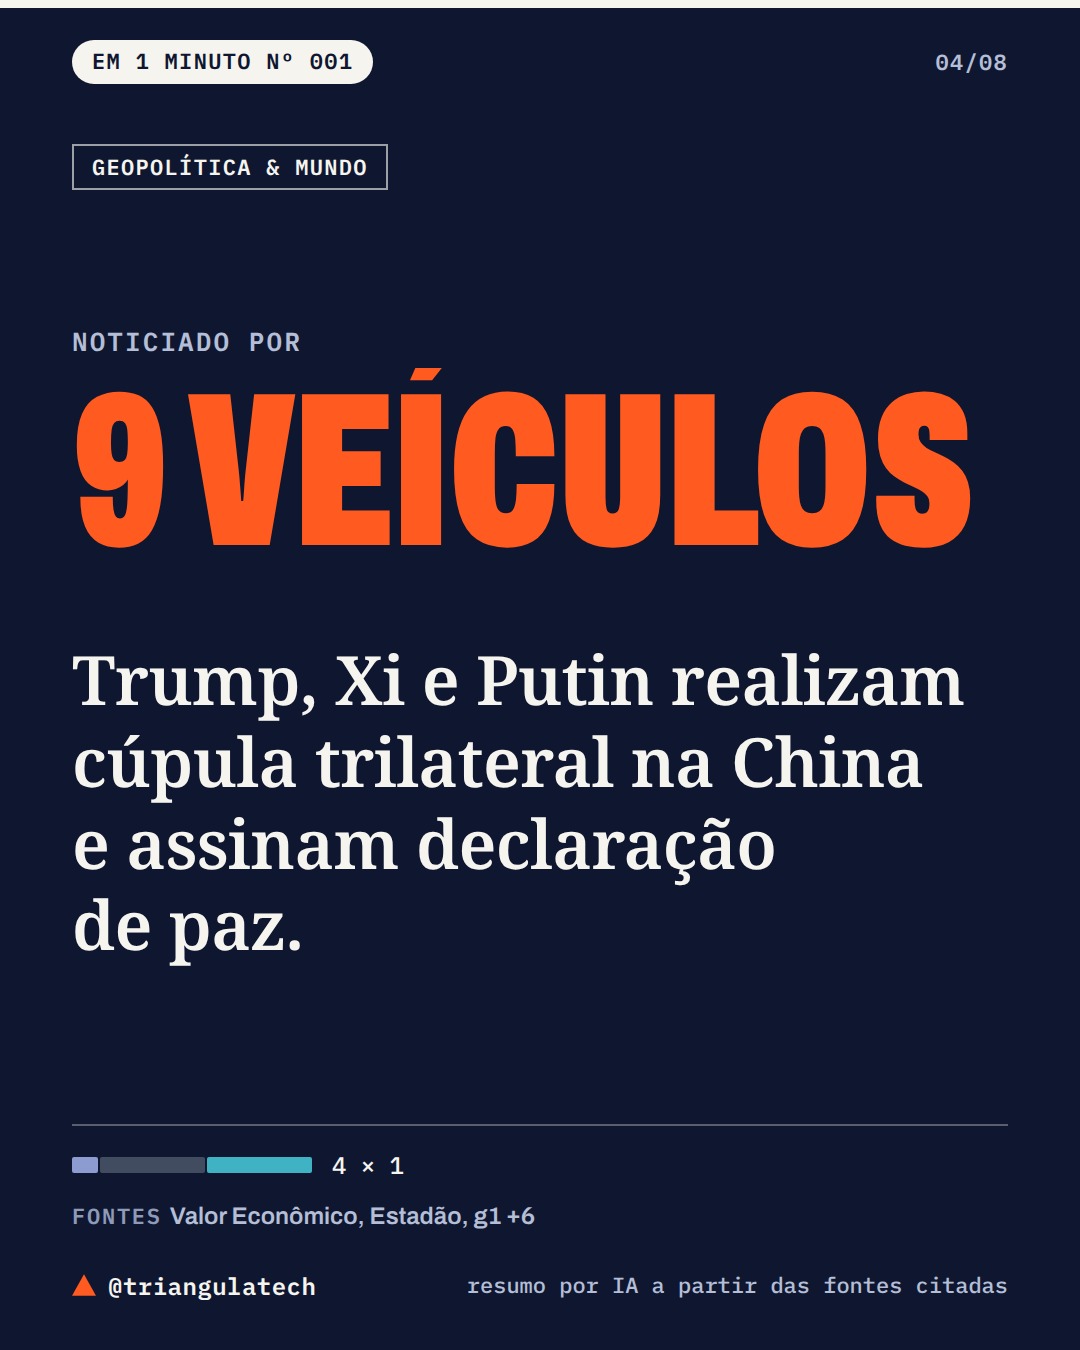 EM 1 MINUTO Nº 001
04/08
GEOPOLÍTICA & MUNDO
NOTICIADO POR
9 VEÍCULOS
Trump, Xi e Putin realizam
cúpula trilateral na China
e assinam declaração
de paz.
4 × 1
FONTES Valor Econômico, Estadão, g1 +6
@triangulatech
resumo por IA a partir das fontes citadas